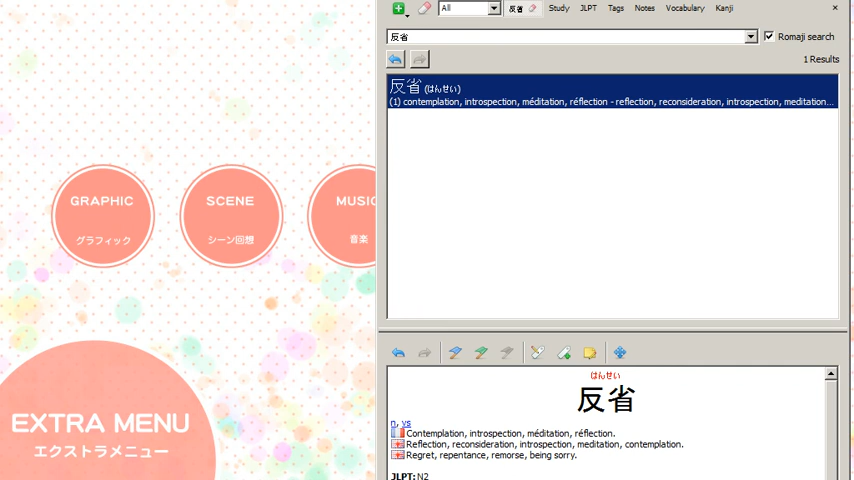 All
反省
Study
JLPT
Tags
Notes
Vocabulary
Kanji
反省
Romaji search
1 Results
反省 (はんせい)
(1) contemplation, introspection, méditation, réflection - reflection, reconsideration, introspection, meditation...
GRAPHIC
グラフィック
SCENE
シーン回想
MUSIC
音楽
EXTRA MENU
エクストラメニュー
はんせい
反省
n, vs
Contemplation, introspection, méditation, réflection.
Reflection, reconsideration, introspection, meditation, contemplation.
Regret, repentance, remorse, being sorry.
JLPT: N2